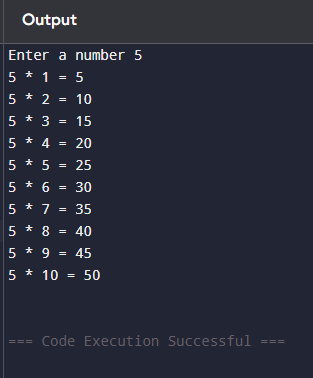 Output
Enter a number 5
5 * 1 = 5
5 * 2 = 10
5 * 3 = 15
5 * 4 = 20
5 * 5 = 25
5 * 6 = 30
5 * 7 = 35
5 * 8 = 40
5 * 9 = 45
5 * 10 = 50
=== Code Execution Successful ===